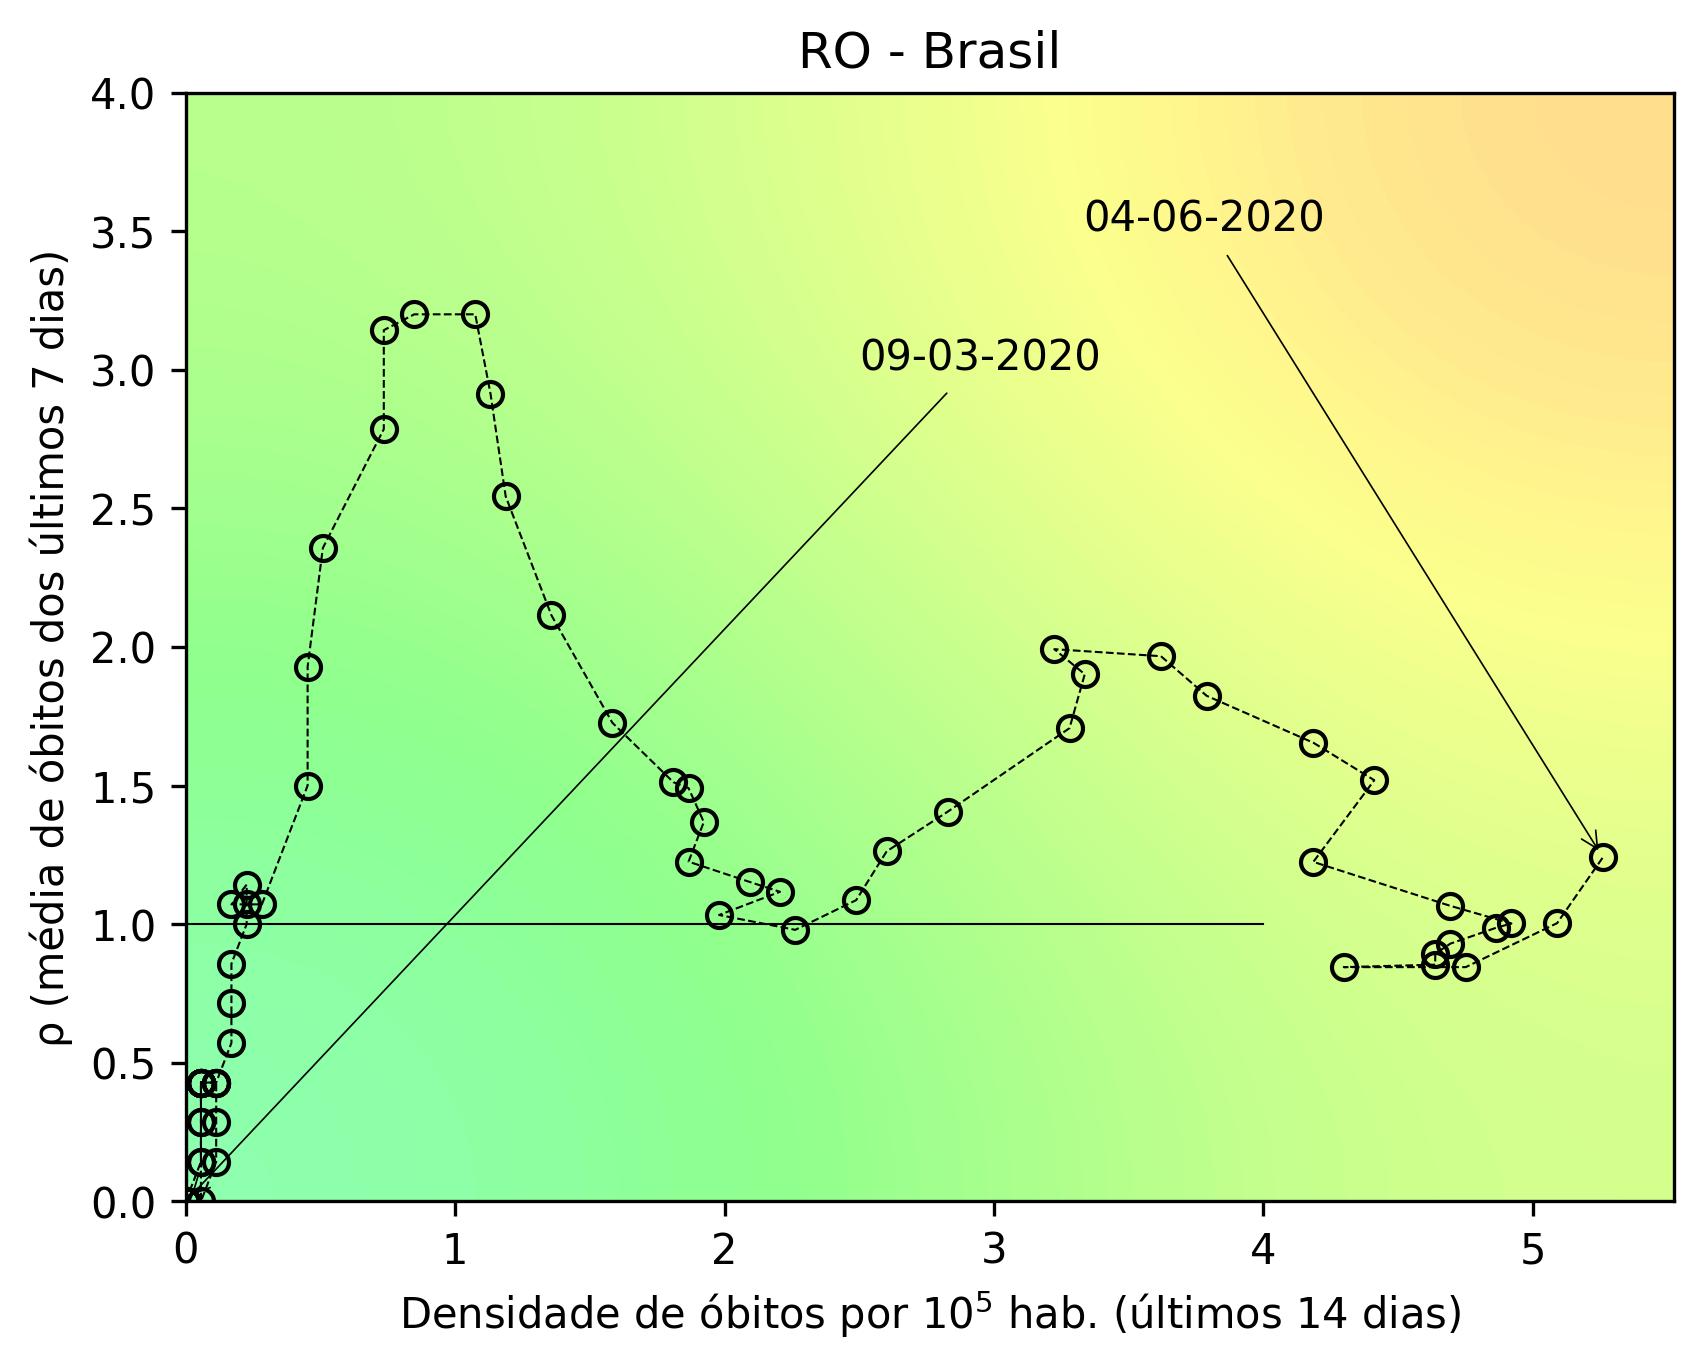 RO - Brasil
4.0
3.5
3.0
2.5
2.0
1.5
1.0
0.5
0.0
ρ (média de óbitos dos últimos 7 dias)
04-06-2020
09-03-2020
0 1 2 3 4 5
Densidade de óbitos por 10⁵ hab. (últimos 14 dias)